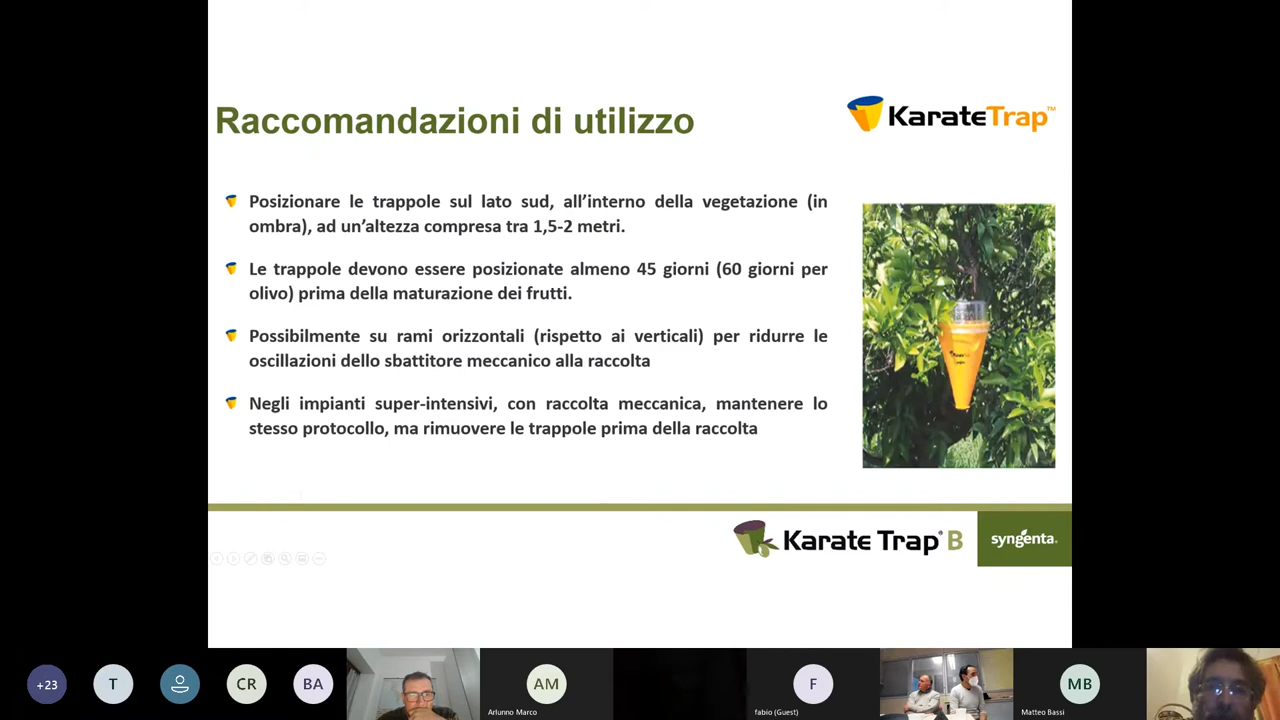 Raccomandazioni di utilizzo
KarateTrap™
Posizionare le trappole sul lato sud, all'interno della vegetazione (in
ombra), ad un'altezza compresa tra 1,5-2 metri.
Le trappole devono essere posizionate almeno 45 giorni (60 giorni per
olivo) prima della maturazione dei frutti.
Possibilmente su rami orizzontali (rispetto ai verticali) per ridurre le
oscillazioni dello sbattitore meccanico alla raccolta
Negli impianti super-intensivi, con raccolta meccanica, mantenere lo
stesso protocollo, ma rimuovere le trappole prima della raccolta
Karate Trap® B
syngenta.
+23
T
CR
BA
AM
Arlunno Marco
F
fabio (Guest)
MB
Matteo Bassi